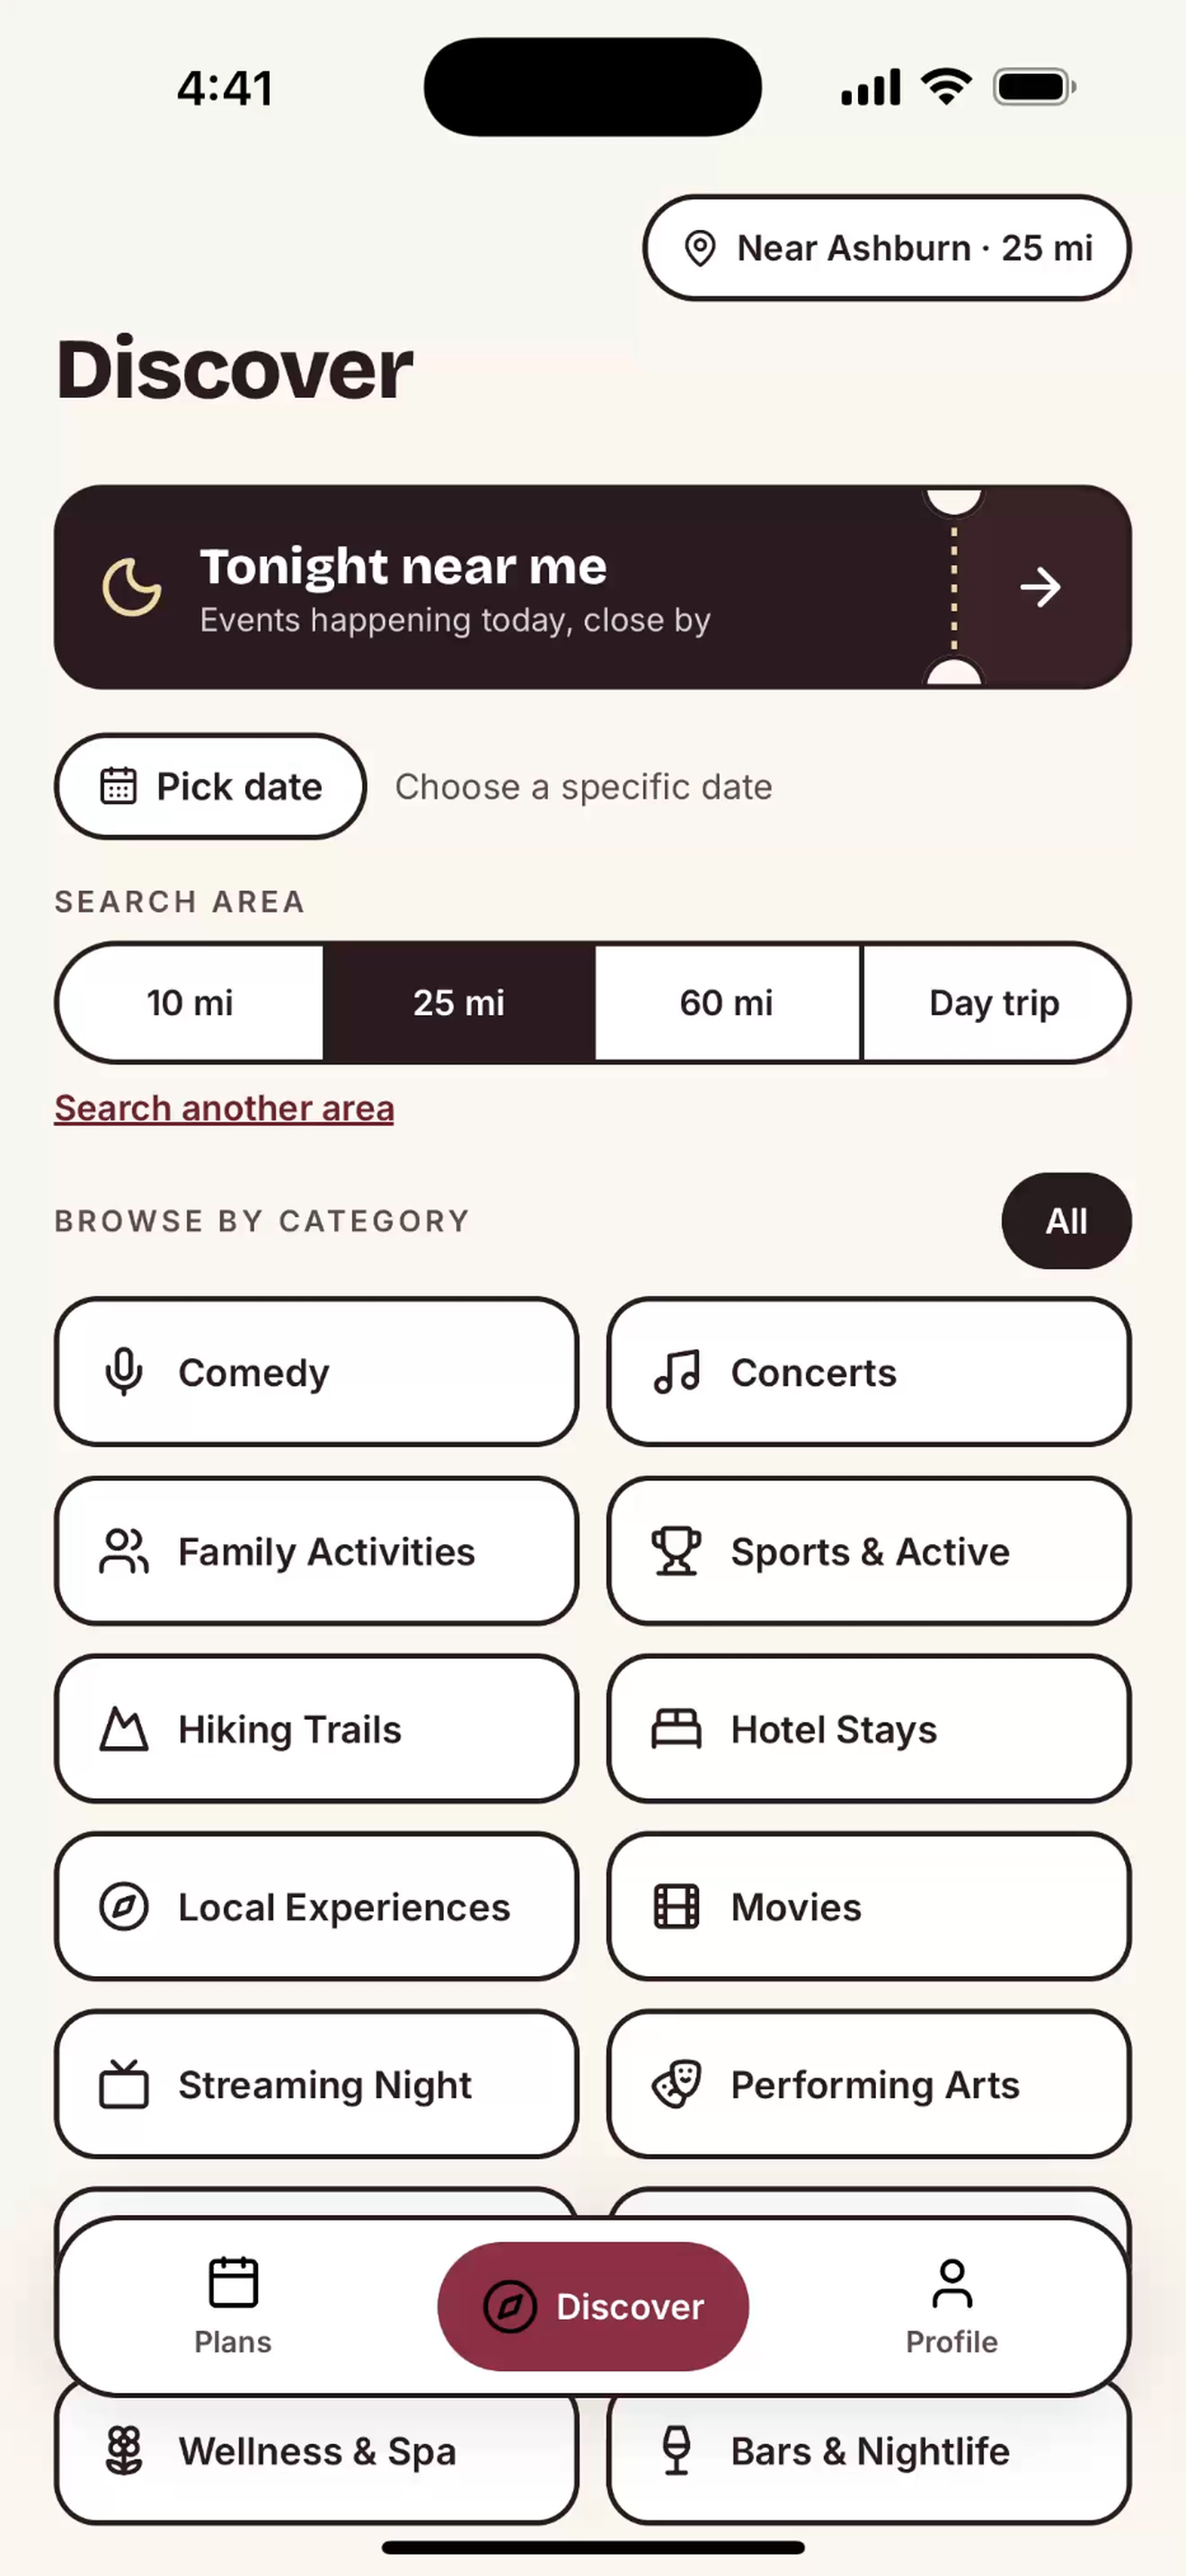 4:41
Near Ashburn · 25 mi
Discover
Tonight near me
Events happening today, close by
Pick date
Choose a specific date
SEARCH AREA
10 mi
25 mi
60 mi
Day trip
Search another area
BROWSE BY CATEGORY
All
Comedy
Concerts
Family Activities
Sports & Active
Hiking Trails
Hotel Stays
Local Experiences
Movies
Streaming Night
Performing Arts
Plans
Discover
Profile
Wellness & Spa
Bars & Nightlife